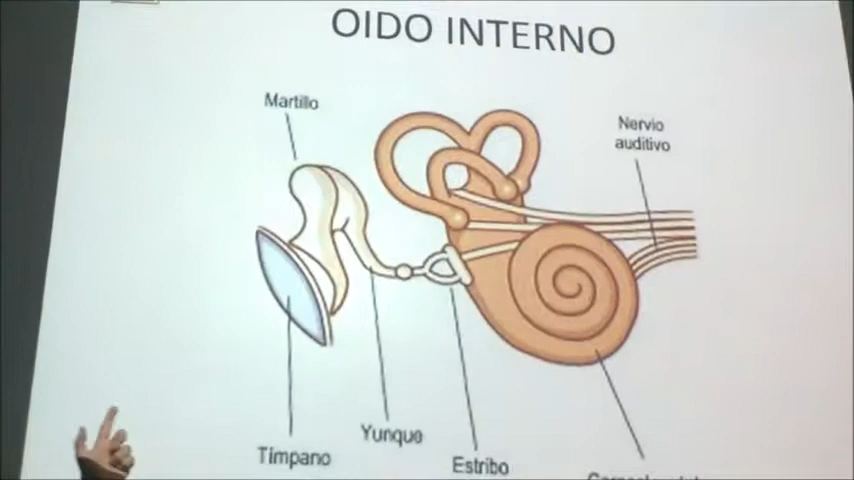 OIDO INTERNO
Martillo
Nervio
auditivo
Yunque
Tímpano
Estribo